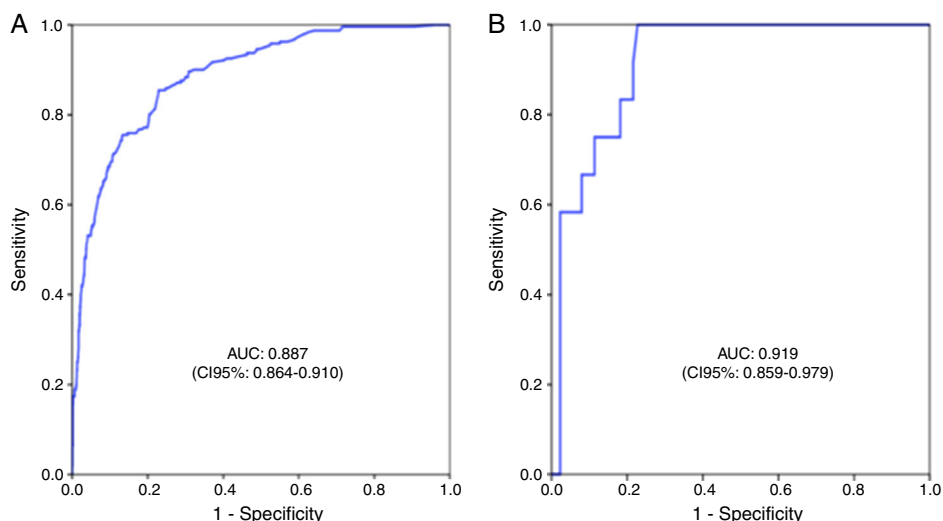 A
1.0
0.8
0.6
0.4
0.2
0.0
Sensitivity
AUC: 0.887
(CI95%: 0.864-0.910)
0.0 0.2 0.4 0.6 0.8 1.0
1 - Specificity
B
1.0
0.8
0.6
0.4
0.2
0.0
Sensitivity
AUC: 0.919
(CI95%: 0.859-0.979)
0.0 0.2 0.4 0.6 0.8 1.0
1 - Specificity